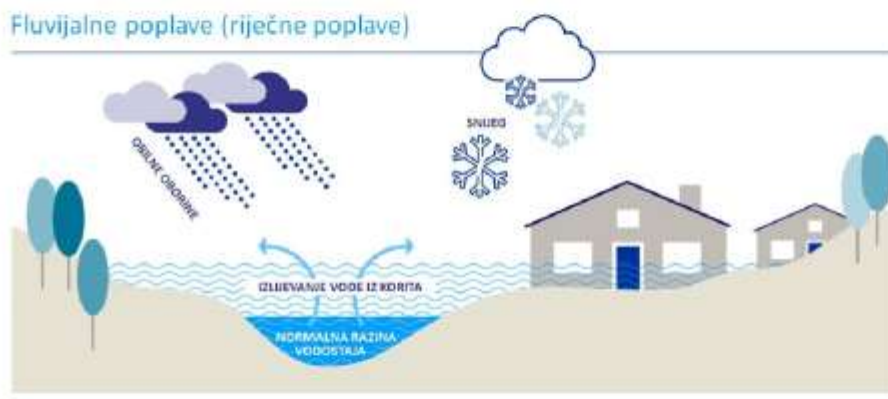 Fluvijalne poplave (riječne poplave)
OBILNE OBORINE
SNIJEG
IZLIJEVANJE VODE IZ KORITA
NORMALNA RAZINA
VODOSTAJA